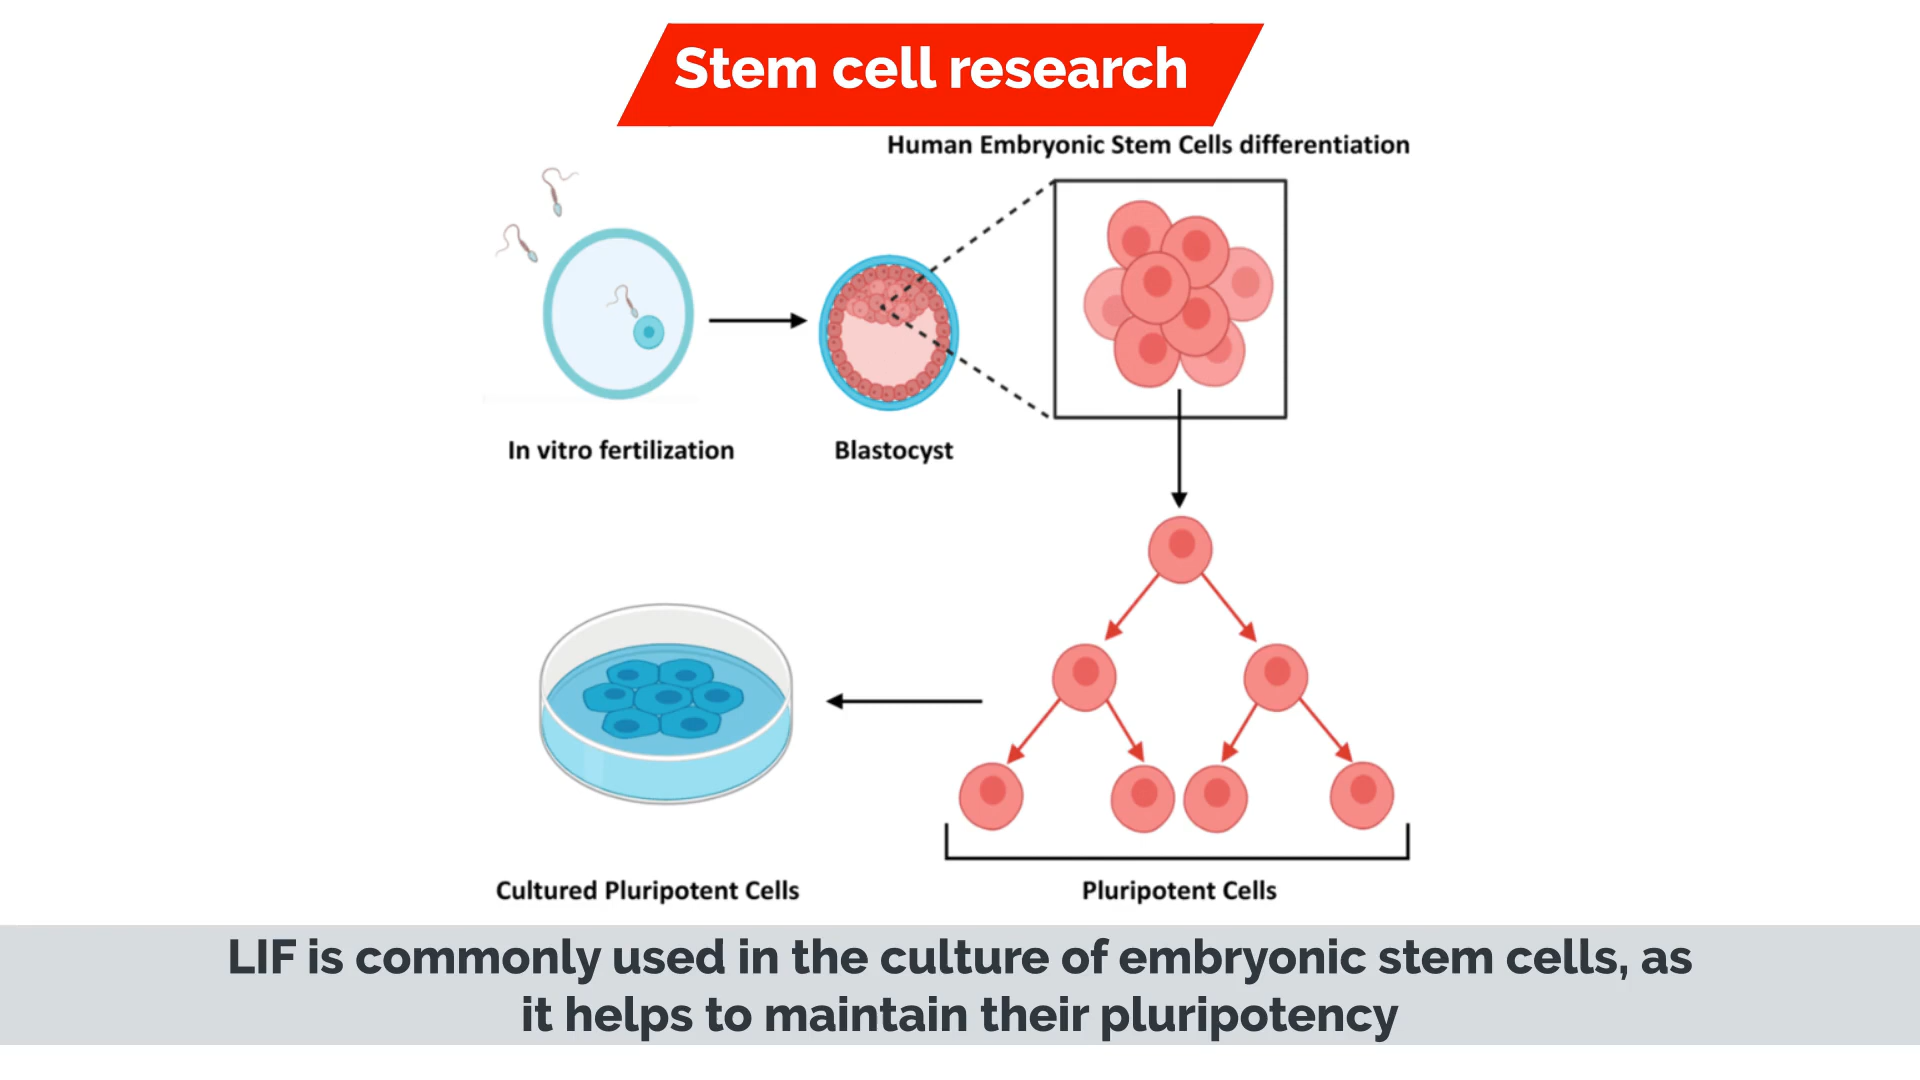 Stem cell research
Human Embryonic Stem Cells differentiation
In vitro fertilization
Blastocyst
Cultured Pluripotent Cells
Pluripotent Cells
LIF is commonly used in the culture of embryonic stem cells, as
it helps to maintain their pluripotency